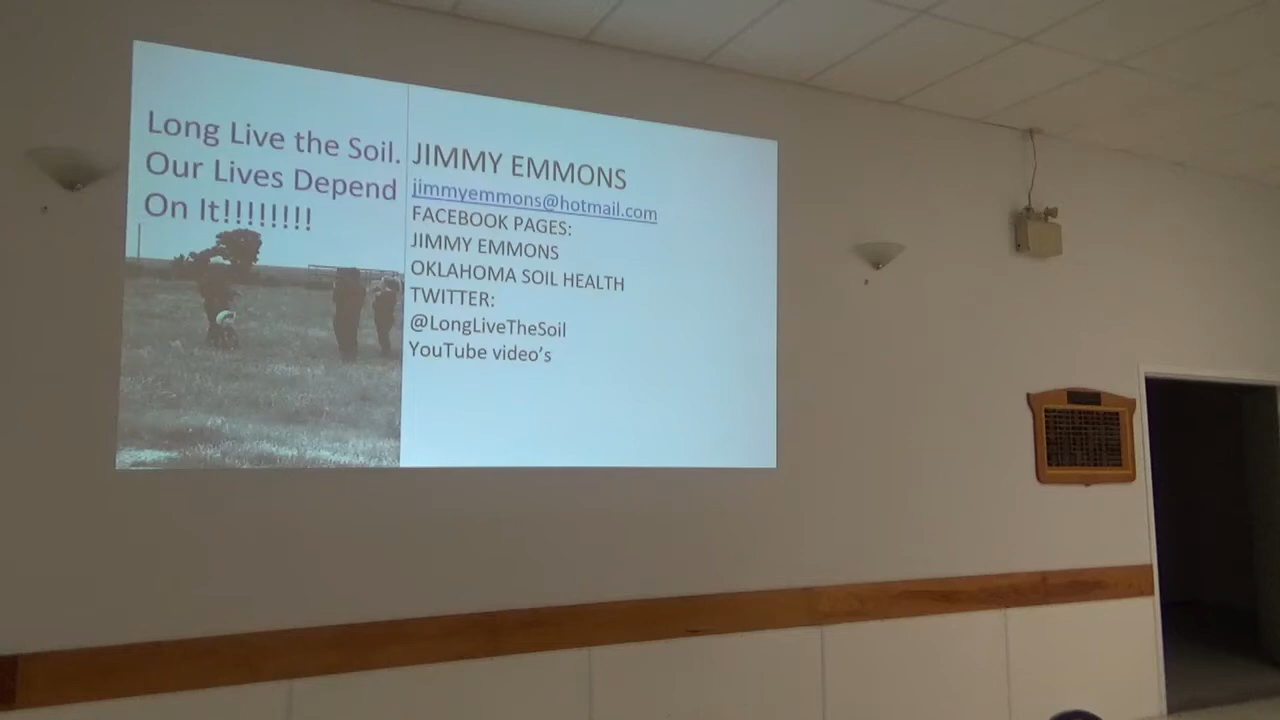 Long Live the Soil.
Our Lives Depend
On It!!!!!!!!
JIMMY EMMONS
jimmyemmons@hotmail.com
FACEBOOK PAGES:
JIMMY EMMONS
OKLAHOMA SOIL HEALTH
TWITTER:
@LongLiveTheSoil
YouTube video's